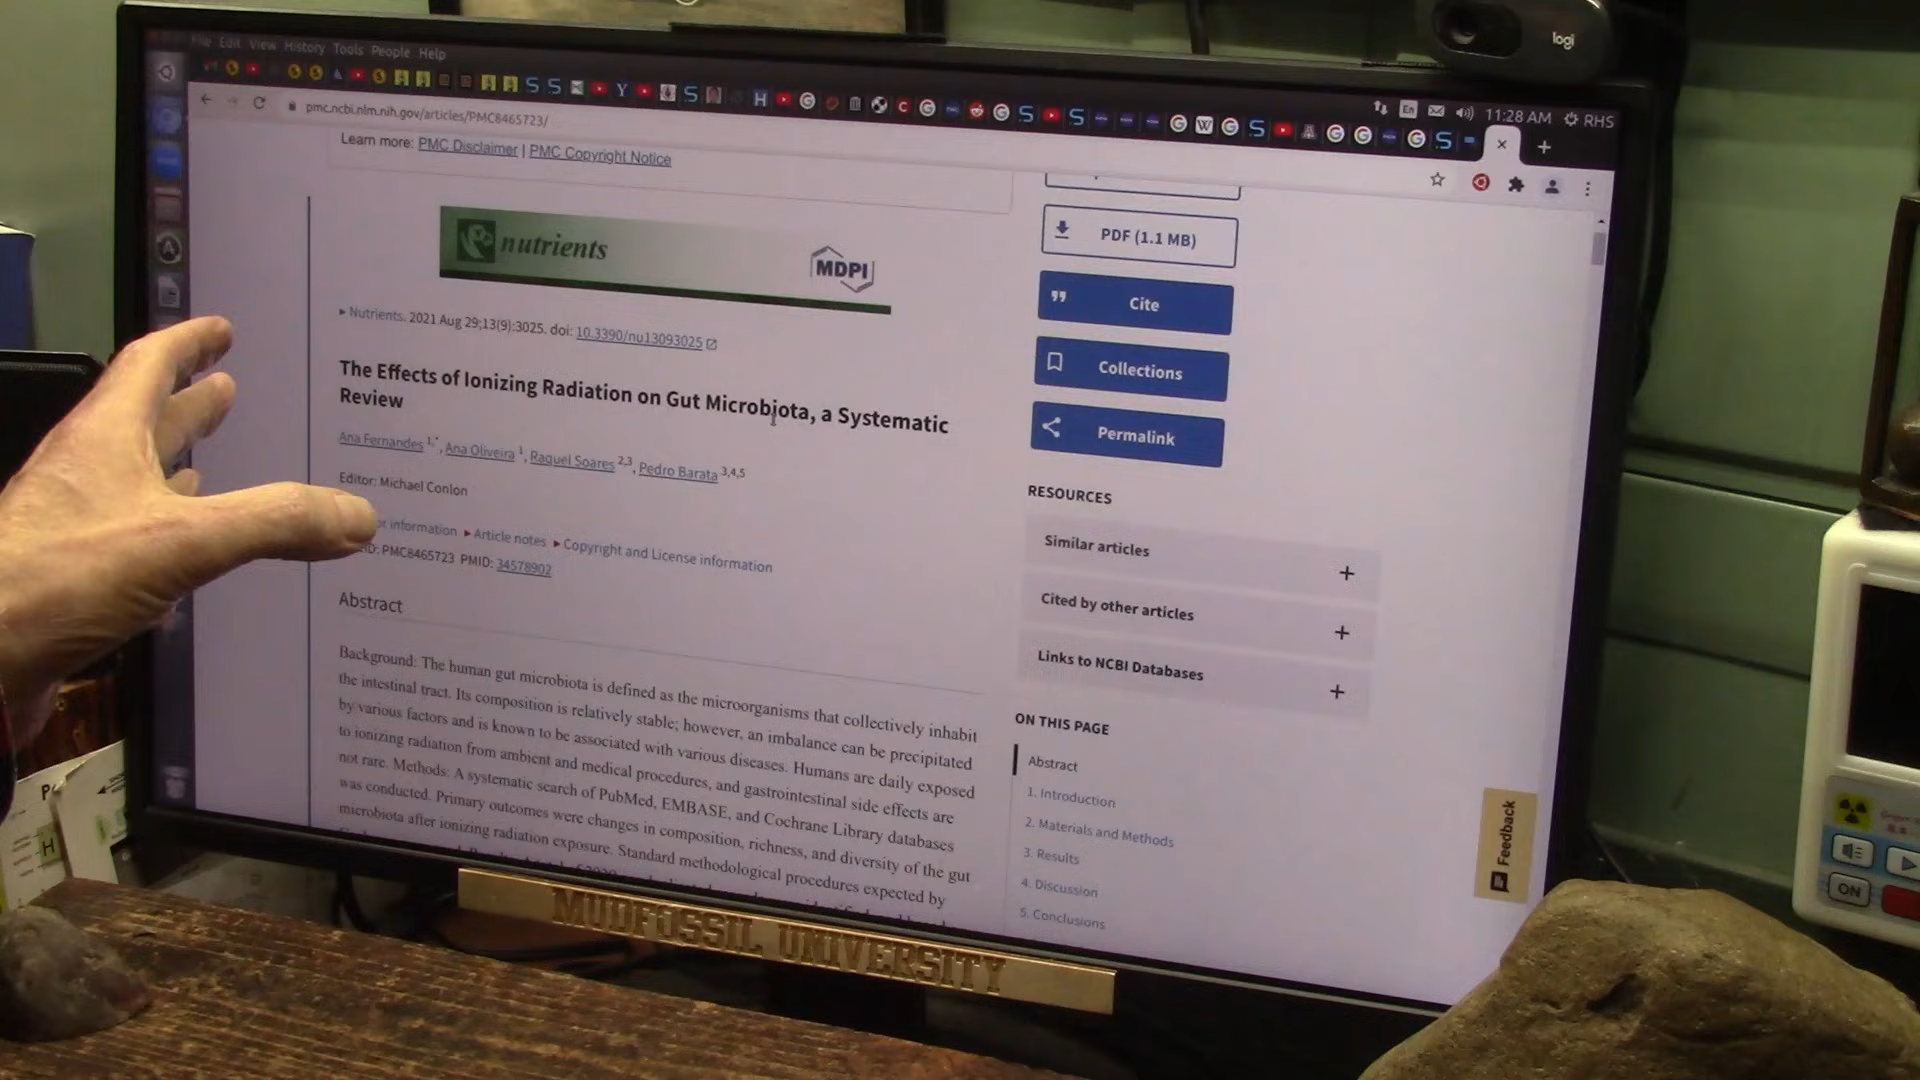 File Edit View History Tools People Help
logi
En 11:28 AM RHS
pmc.ncbi.nlm.nih.gov/articles/PMC8465723/
Learn more: PMC Disclaimer | PMC Copyright Notice
nutrients
MDPI
Nutrients. 2021 Aug 29;13(9):3025. doi: 10.3390/nu13093025
The Effects of Ionizing Radiation on Gut Microbiota, a Systematic
Review
Ana Fernandes 1,*, Ana Oliveira 1, Raquel Soares 2,3, Pedro Barata 3,4,5
Editor: Michael Conlon
information Article notes Copyright and License information
PMC8465723 PMID: 34578902
Abstract
Background: The human gut microbiota is defined as the microorganisms that collectively inhabit
the intestinal tract. Its composition is relatively stable; however, an imbalance can be precipitated
by various factors and is known to be associated with various diseases. Humans are daily exposed
to ionizing radiation from ambient and medical procedures, and gastrointestinal side effects are
not rare. Methods: A systematic search of PubMed, EMBASE, and Cochrane Library databases
was conducted. Primary outcomes were changes in composition, richness, and diversity of the gut
microbiota after ionizing radiation exposure. Standard methodological procedures expected by
PDF (1.1 MB)
Cite
Collections
Permalink
RESOURCES
Similar articles +
Cited by other articles +
Links to NCBI Databases +
ON THIS PAGE
Abstract
1. Introduction
2. Materials and Methods
3. Results
4. Discussion
5. Conclusions
Feedback
MUDFOSSIL UNIVERSITY
H
ON